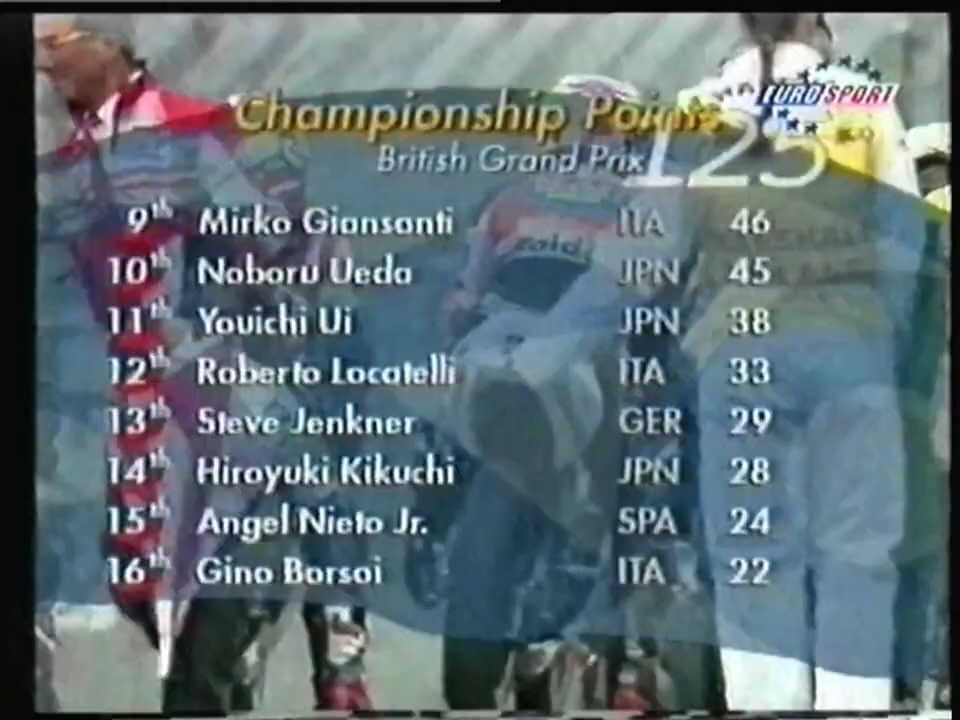 Championship Points
EUROSPORT
British Grand Prix 125
9th Mirko Giansanti ITA 46
10th Noboru Ueda JPN 45
11th Youichi Ui JPN 38
12th Roberto Locatelli ITA 33
13th Steve Jenkner GER 29
14th Hiroyuki Kikuchi JPN 28
15th Angel Nieto Jr. SPA 24
16th Gino Borsoi ITA 22